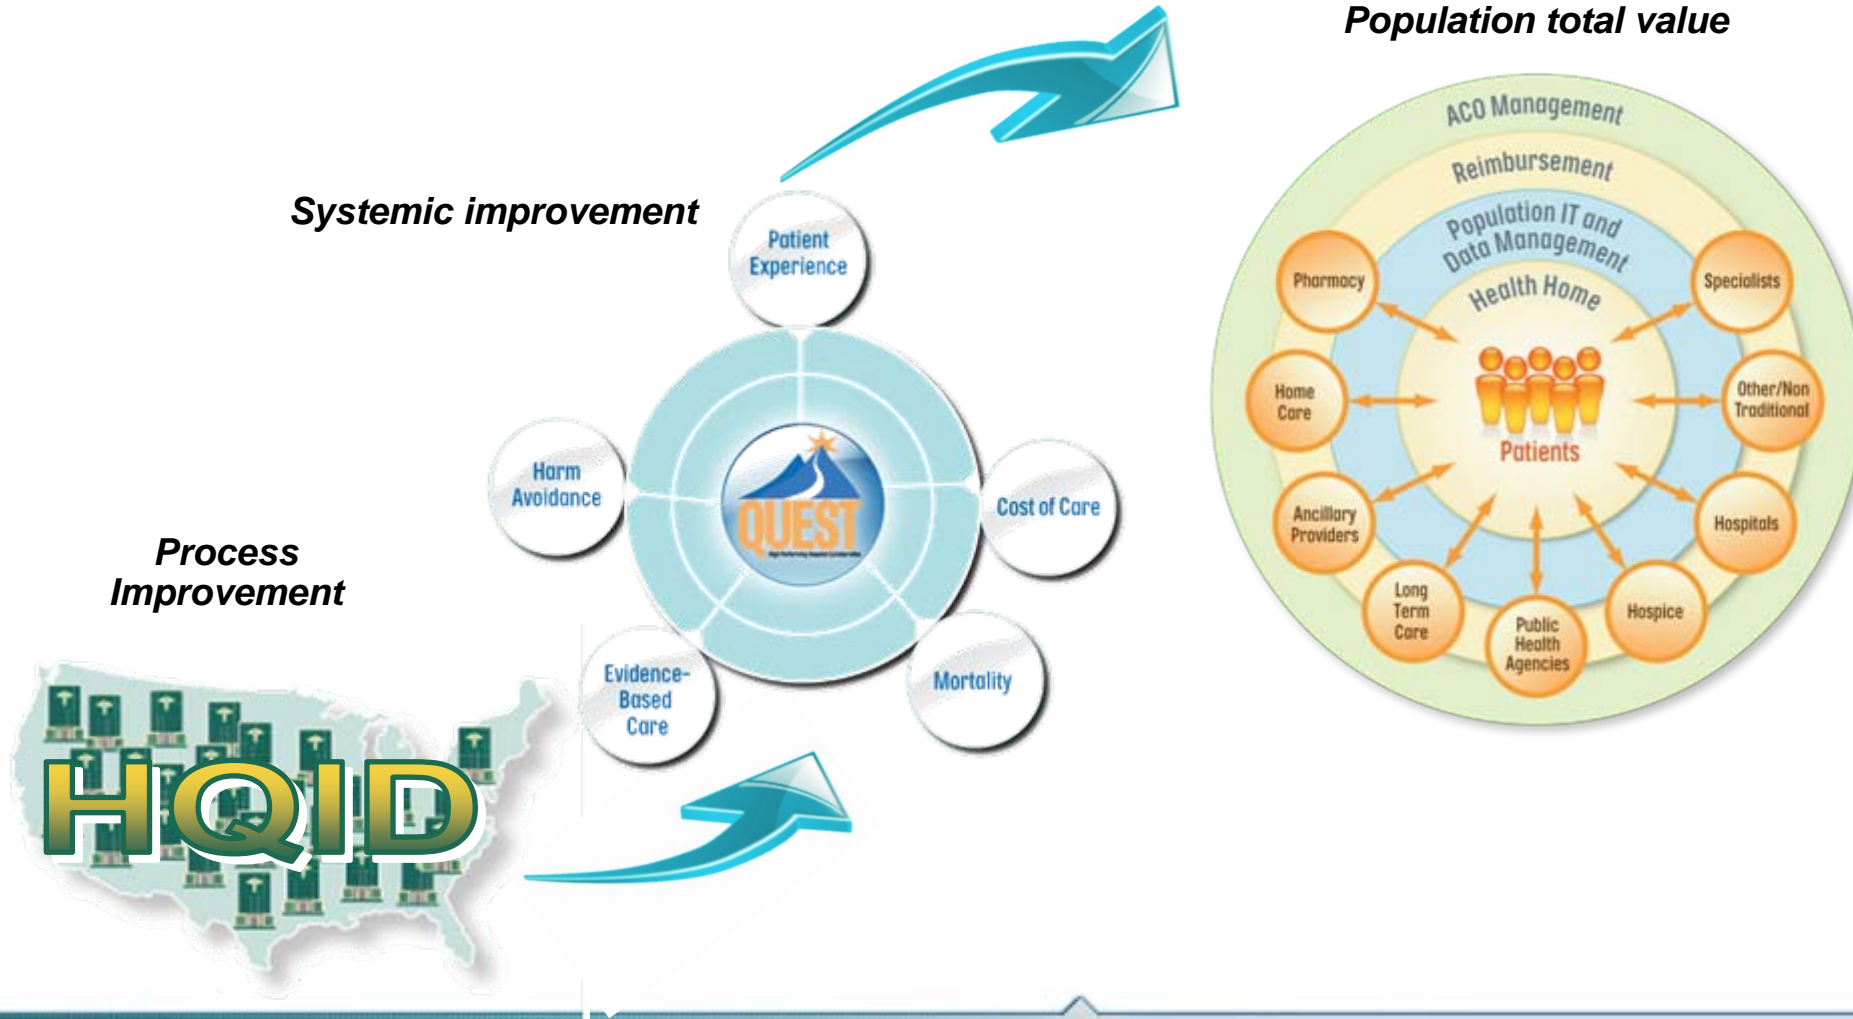 Population total value
ACO Management
Reimbursement
Population IT and
Data Management
Health Home
Pharmacy
Specialists
Home
Care
Other/Non
Traditional
Patients
Ancillary
Providers
Hospitals
Long
Term
Care
Public
Health
Agencies
Hospice
Systemic improvement
Patient
Experience
Harm
Avoidance
Cost of Care
QUEST
Evidence-
Based
Care
Mortality
Process
Improvement
HQID